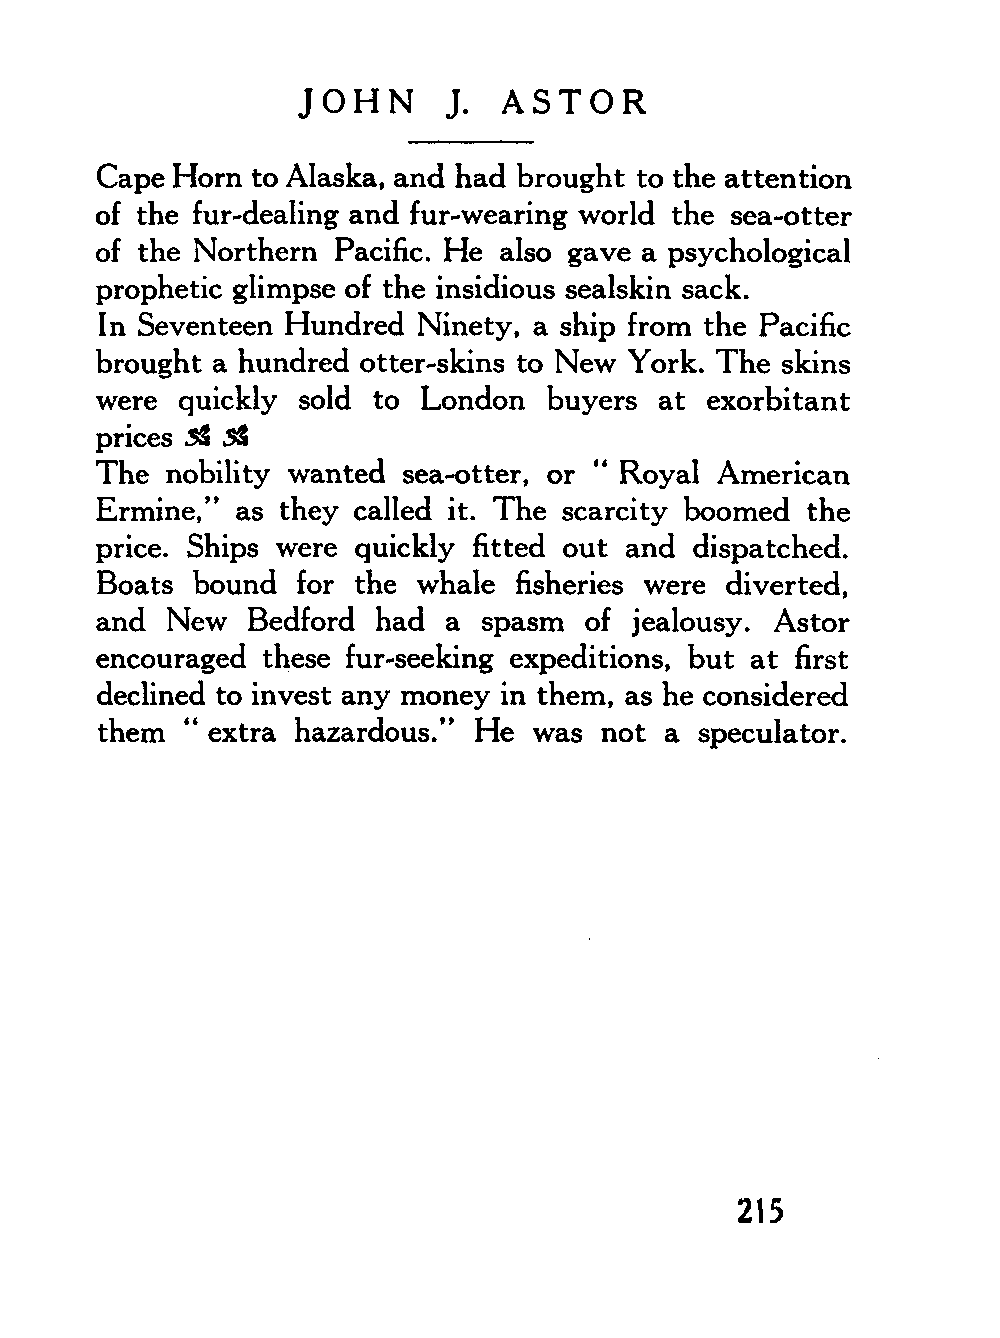 JOHN J. ASTOR
Cape Horn to Alaska, and had brought to the attention
of the fur-dealing and fur-wearing world the sea-otter
of the Northern Pacific. He also gave a psychological
prophetic glimpse of the insidious sealskin sack.
In Seventeen Hundred Ninety, a ship from the Pacific
brought a hundred otter-skins to New York. The skins
were quickly sold to London buyers at exorbitant
prices
The nobility wanted sea-otter, or “ Royal American
Ermine,” as they called it. The scarcity boomed the
price. Ships were quickly fitted out and dispatched.
Boats bound for the whale fisheries were diverted,
and New Bedford had a spasm of jealousy. Astor
encouraged these fur-seeking expeditions, but at first
declined to invest any money in them, as he considered
them “ extra hazardous.” He was not a speculator.
215